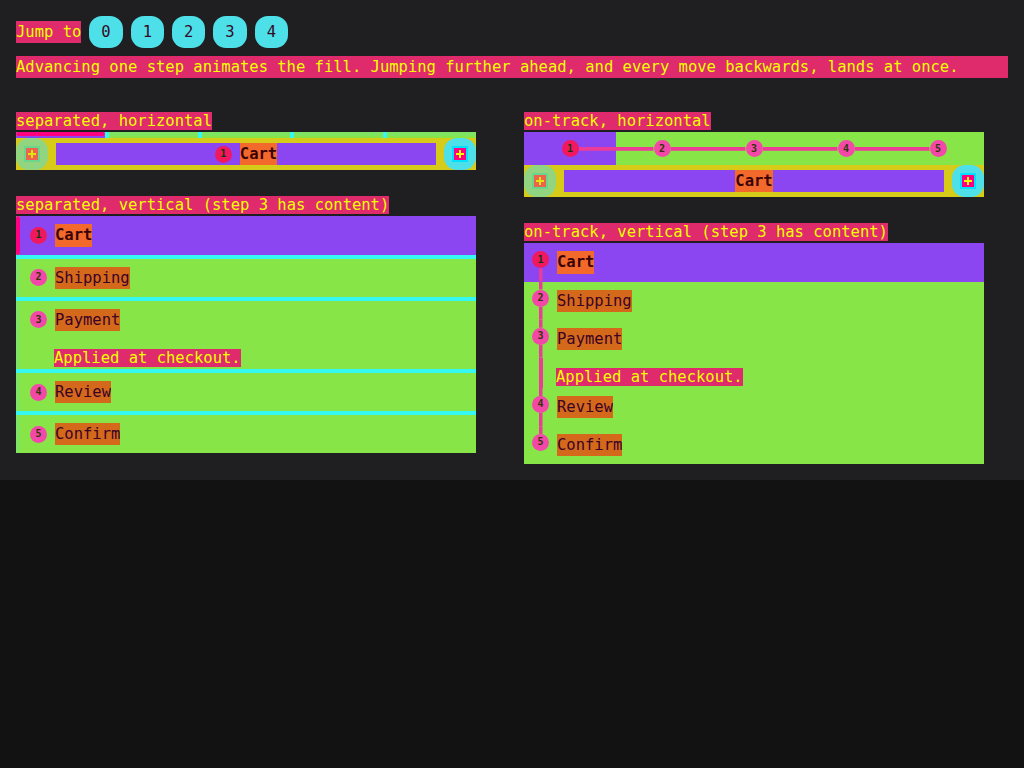 Jump to 0 1 2 3 4
Advancing one step animates the fill. Jumping further ahead, and every move backwards, lands at once.
separated, horizontal
1 Cart
separated, vertical (step 3 has content)
1 Cart
2 Shipping
3 Payment
Applied at checkout.
4 Review
5 Confirm
on-track, horizontal
1 2 3 4 5
Cart
on-track, vertical (step 3 has content)
1 Cart
2 Shipping
3 Payment
Applied at checkout.
4 Review
5 Confirm